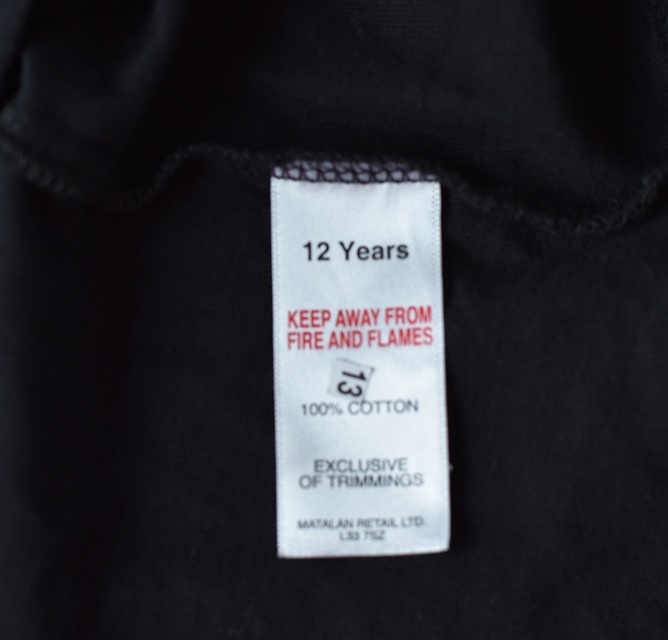 12 Years
KEEP AWAY FROM
FIRE AND FLAMES
13
100% COTTON
EXCLUSIVE
OF TRIMMINGS
MATALAN RETAIL LTD.
L33 7SZ